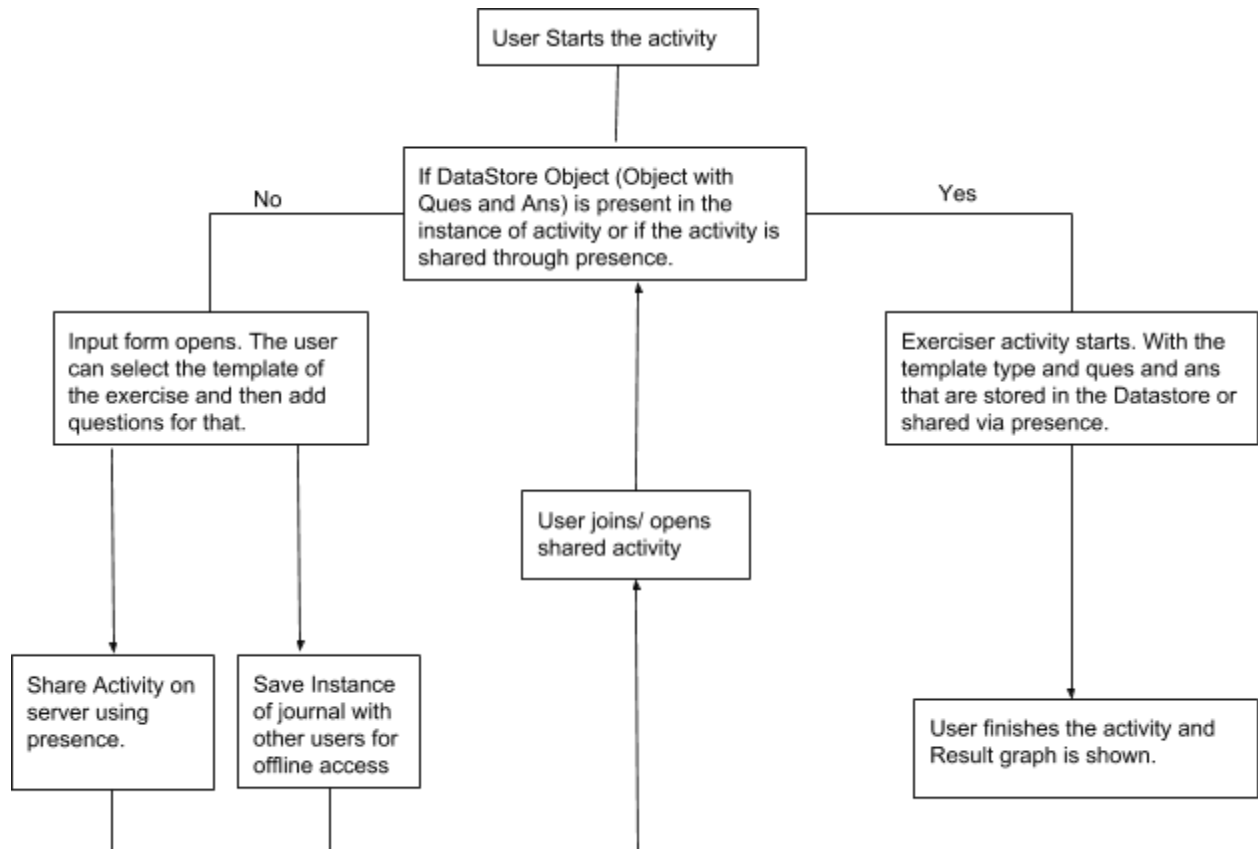 User Starts the activity
If DataStore Object (Object with
Ques and Ans) is present in the
instance of activity or if the activity is
shared through presence.
No
Yes
Input form opens. The user
can select the template of
the exercise and then add
questions for that.
Exerciser activity starts. With the
template type and ques and ans
that are stored in the Datastore or
shared via presence.
User joins/ opens
shared activity
Share Activity on
server using
presence.
Save Instance
of journal with
other users for
offline access
User finishes the activity and
Result graph is shown.